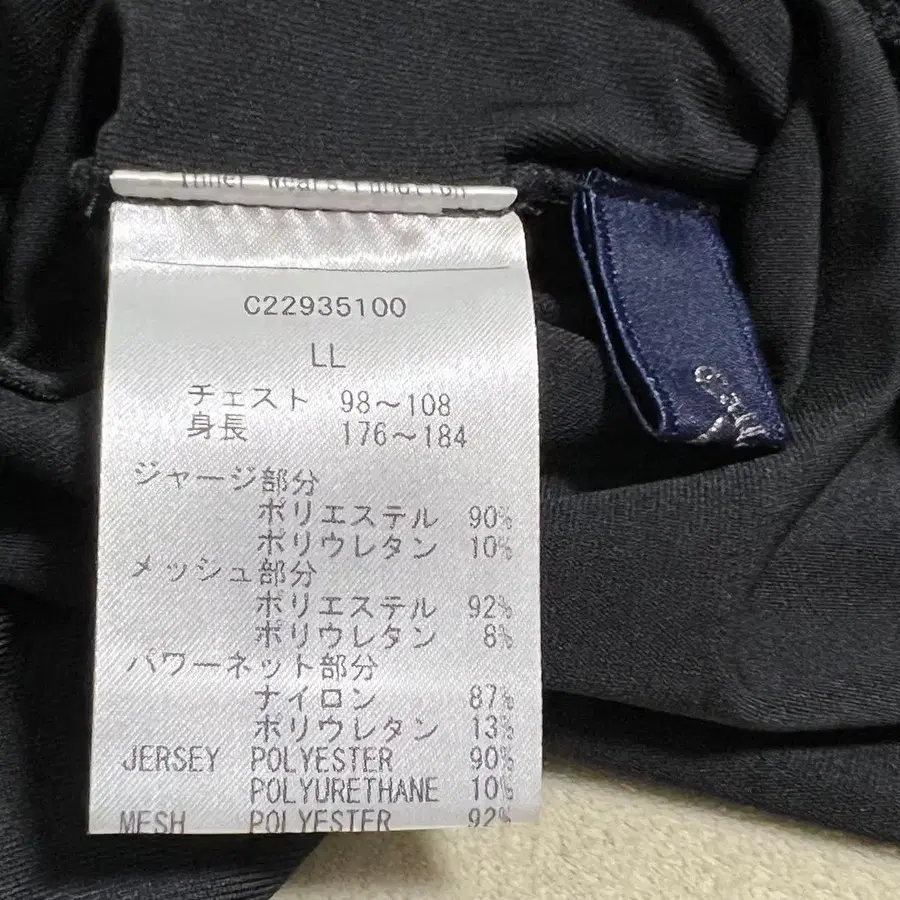 Inner Wear's Function
C22935100
LL
チェスト 98～108
身長 176～184
ジャージ部分
ポリエステル 90%
ポリウレタン 10%
メッシュ部分
ポリエステル 92%
ポリウレタン 8%
パワーネット部分
ナイロン 87%
ポリウレタン 13%
JERSEY POLYESTER 90%
POLYURETHANE 10%
MESH POLYESTER 92%